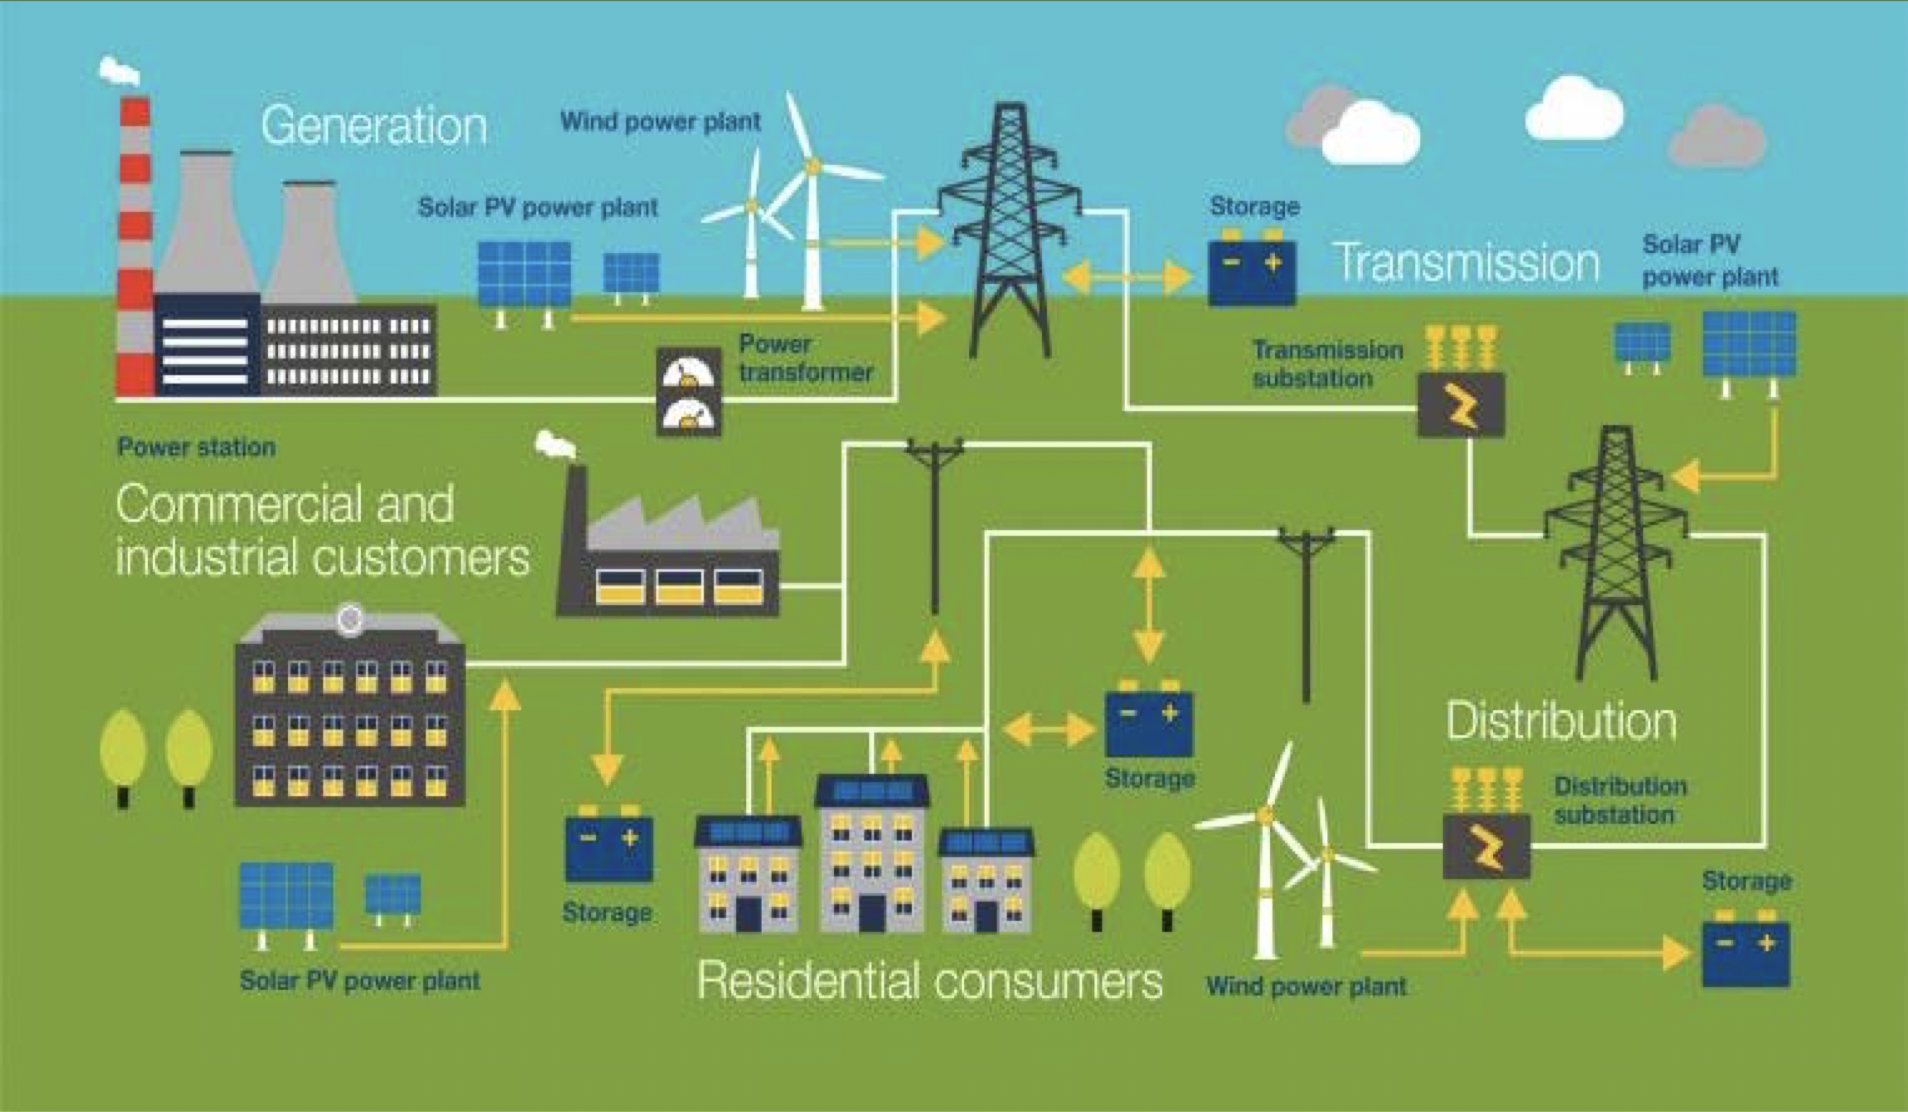 Generation
Wind power plant
Solar PV power plant
Storage
- +
Transmission
Solar PV
power plant
Power
transformer
Transmission
substation
Power station
Commercial and
industrial customers
- +
Storage
Distribution
Distribution
substation
- +
Storage
Storage
- +
Solar PV power plant
Residential consumers
Wind power plant